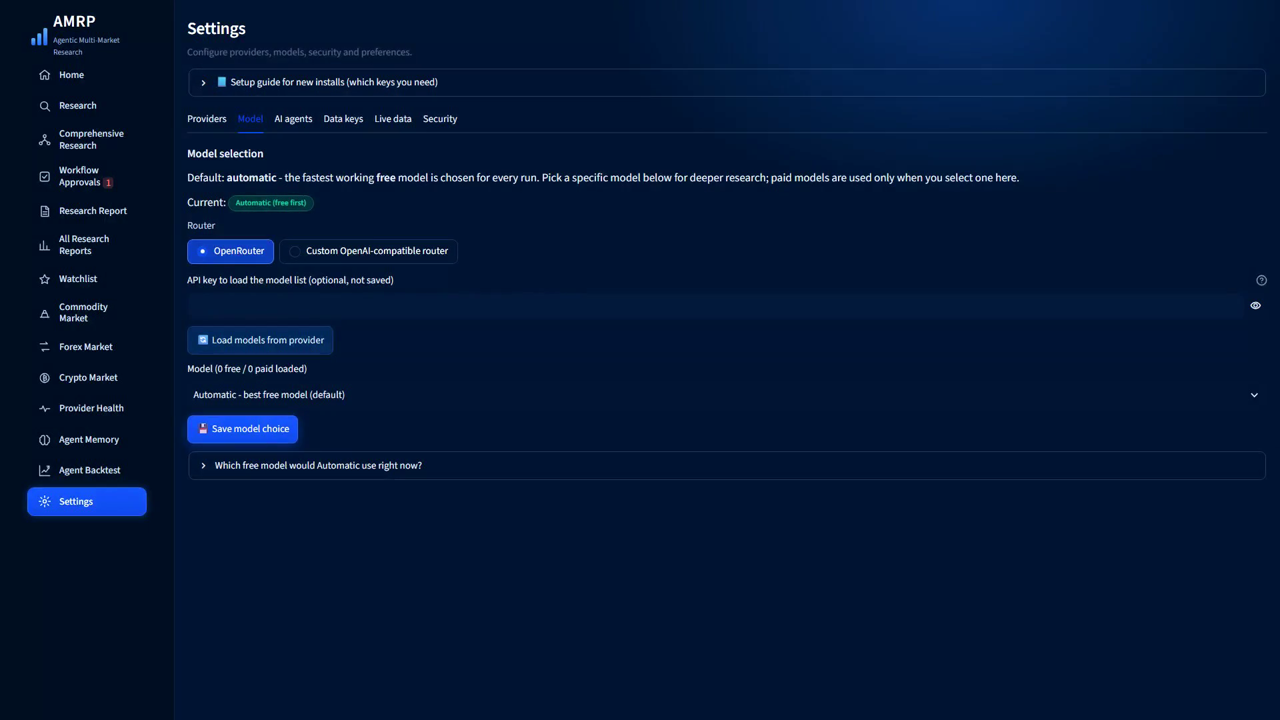 AMRP
Agentic Multi-Market
Research
Home
Research
Comprehensive
Research
Workflow
Approvals 1
Research Report
All Research
Reports
Watchlist
Commodity
Market
Forex Market
Crypto Market
Provider Health
Agent Memory
Agent Backtest
Settings
Settings
Configure providers, models, security and preferences.
Setup guide for new installs (which keys you need)
Providers Model AI agents Data keys Live data Security
Model selection
Default: automatic - the fastest working free model is chosen for every run. Pick a specific model below for deeper research; paid models are used only when you select one here.
Current: Automatic (free first)
Router
OpenRouter Custom OpenAI-compatible router
API key to load the model list (optional, not saved)
Load models from provider
Model (0 free / 0 paid loaded)
Automatic - best free model (default)
Save model choice
Which free model would Automatic use right now?